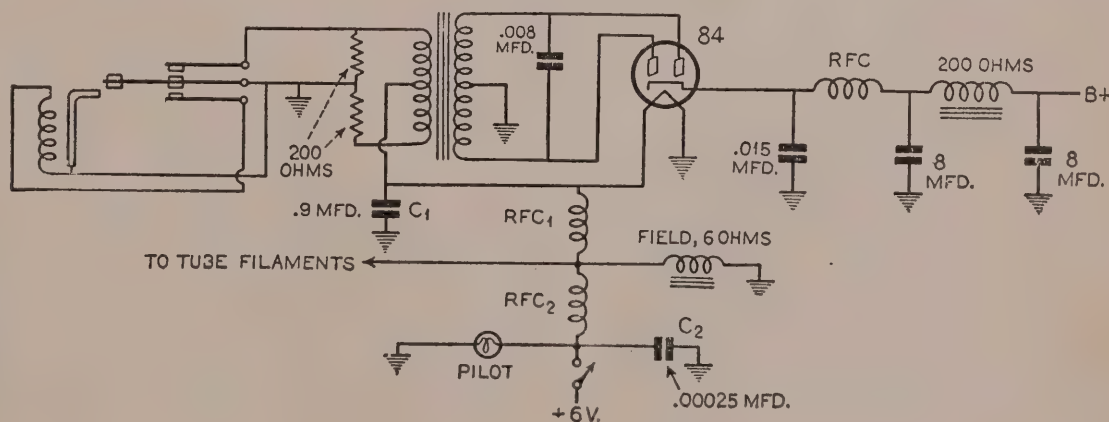 .008
MFD.
84
RFC
200 OHMS
B+
200
OHMS
.015
MFD.
8
MFD.
8
MFD.
.9 MFD.
C1
RFC1
FIELD, 6 OHMS
TO TUBE FILAMENTS
RFC2
C2
PILOT
.00025 MFD.
+6V.